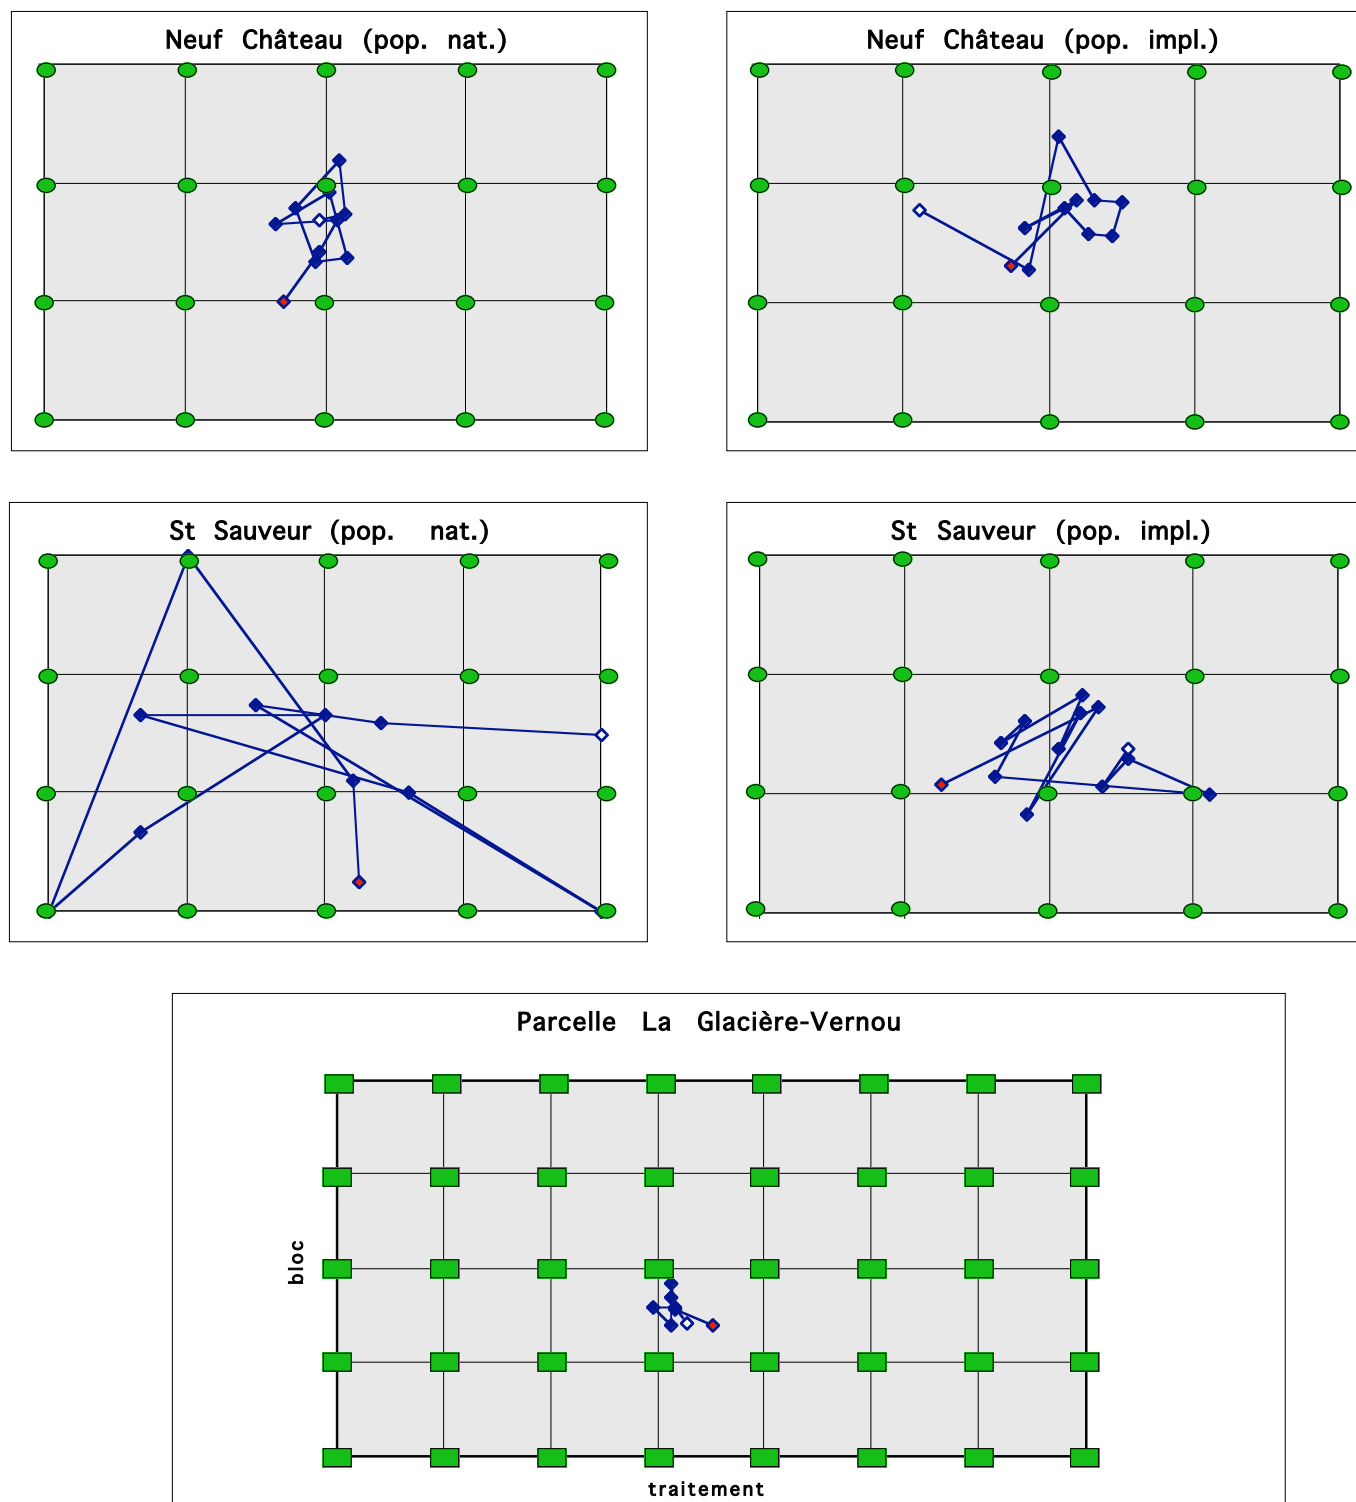 Neuf Château (pop. nat.)
Neuf Château (pop. impl.)
St Sauveur (pop. nat.)
St Sauveur (pop. impl.)
Parcelle La Glacière-Vernou
bloc
traitement